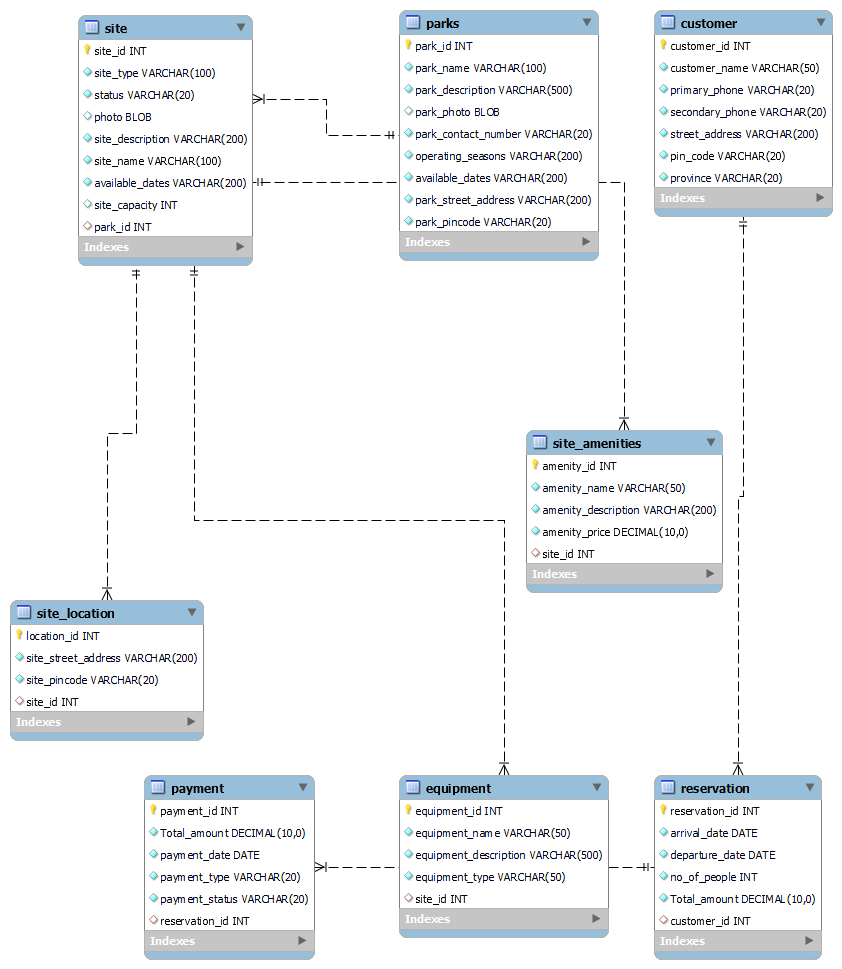 site
site_id INT
site_type VARCHAR(100)
status VARCHAR(20)
photo BLOB
site_description VARCHAR(200)
site_name VARCHAR(100)
available_dates VARCHAR(200)
site_capacity INT
park_id INT
Indexes
parks
park_id INT
park_name VARCHAR(100)
park_description VARCHAR(500)
park_photo BLOB
park_contact_number VARCHAR(20)
operating_seasons VARCHAR(200)
available_dates VARCHAR(200)
park_street_address VARCHAR(200)
park_pincode VARCHAR(20)
Indexes
customer
customer_id INT
customer_name VARCHAR(50)
primary_phone VARCHAR(20)
secondary_phone VARCHAR(20)
street_address VARCHAR(200)
pin_code VARCHAR(20)
province VARCHAR(20)
Indexes
site_amenities
amenity_id INT
amenity_name VARCHAR(50)
amenity_description VARCHAR(200)
amenity_price DECIMAL(10,0)
site_id INT
Indexes
site_location
location_id INT
site_street_address VARCHAR(200)
site_pincode VARCHAR(20)
site_id INT
Indexes
payment
payment_id INT
Total_amount DECIMAL(10,0)
payment_date DATE
payment_type VARCHAR(20)
payment_status VARCHAR(20)
reservation_id INT
Indexes
equipment
equipment_id INT
equipment_name VARCHAR(50)
equipment_description VARCHAR(500)
equipment_type VARCHAR(50)
site_id INT
Indexes
reservation
reservation_id INT
arrival_date DATE
departure_date DATE
no_of_people INT
Total_amount DECIMAL(10,0)
customer_id INT
Indexes